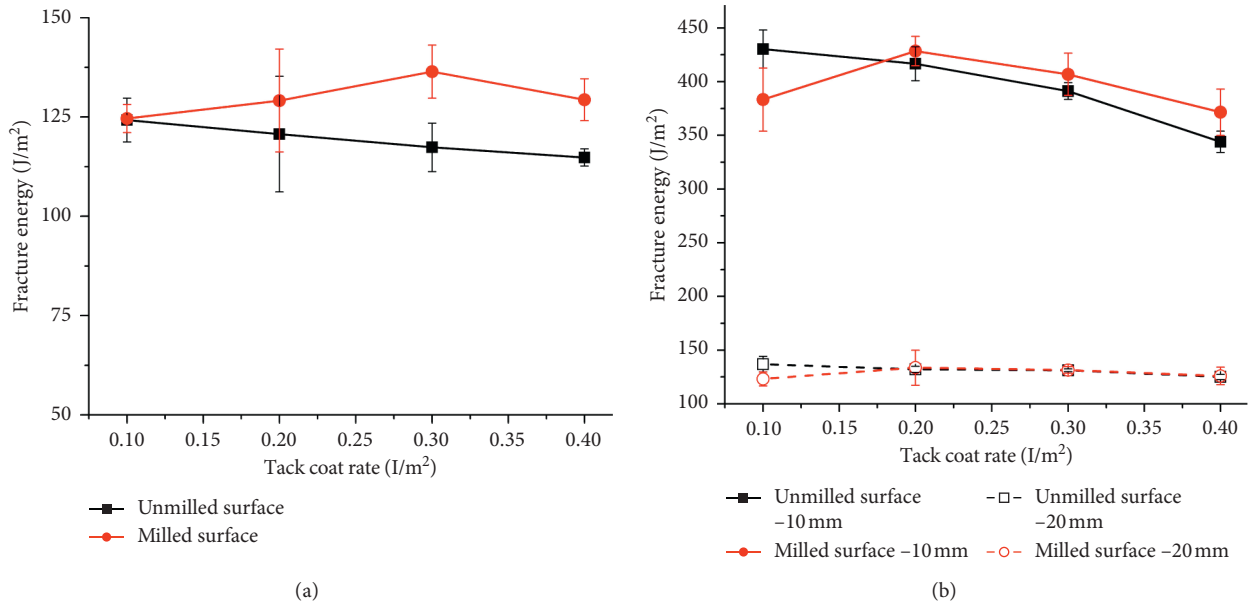 150
125
100
75
50
Fracture energy (J/m²)
0.10 0.15 0.20 0.25 0.30 0.35 0.40
Tack coat rate (I/m²)
Unmilled surface
Milled surface
(a)
450
400
350
300
250
200
150
100
Fracture energy (J/m²)
0.10 0.15 0.20 0.25 0.30 0.35 0.40
Tack coat rate (I/m²)
Unmilled surface
–10 mm
Milled surface –10 mm
Unmilled surface
–20 mm
Milled surface –20 mm
(b)